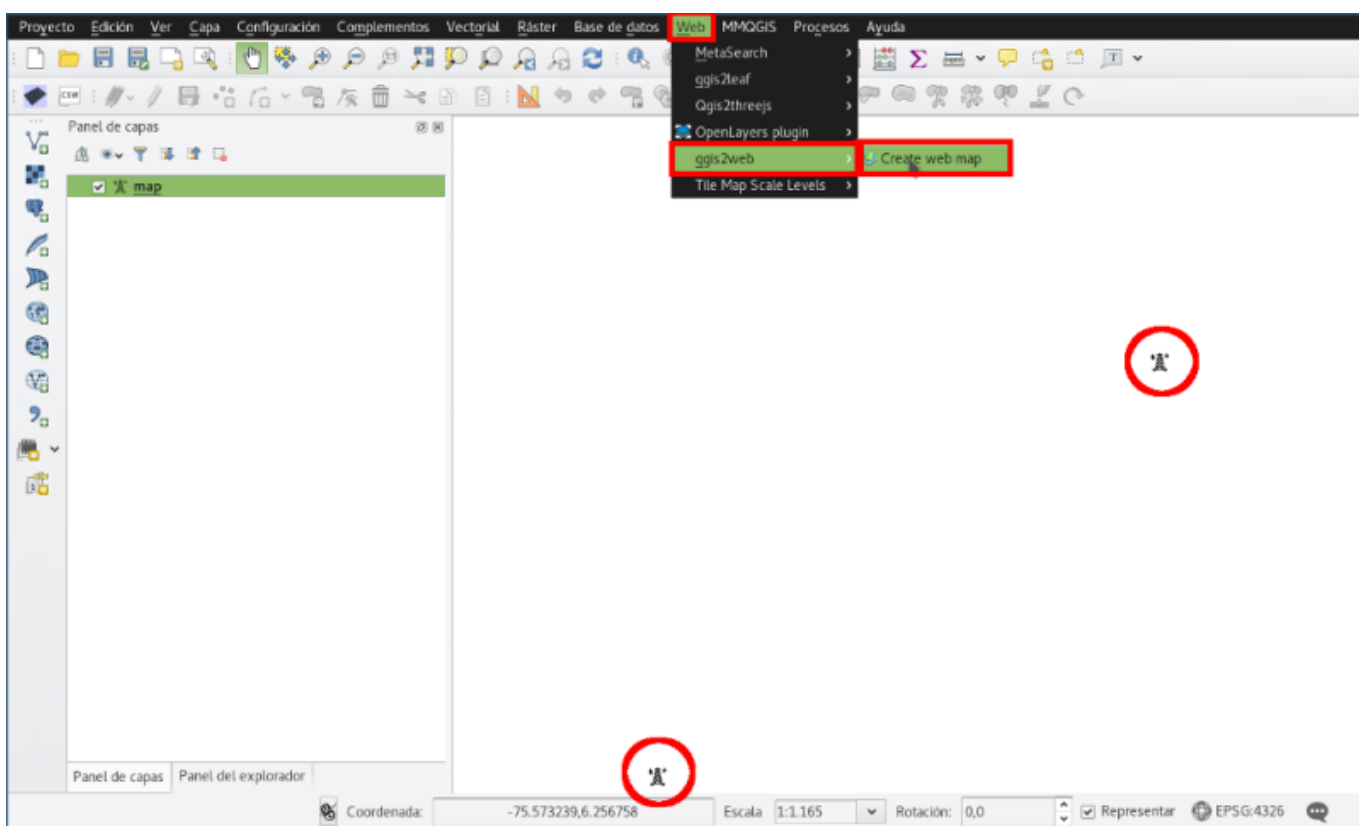 Proyecto Edición Ver Capa Configuración Complementos Vectorial Ráster Base de datos Web MMQGIS Procesos Ayuda
MetaSearch
qgis2leaf
Qgis2threejs
OpenLayers plugin
qgis2web
Create web map
Tile Map Scale Levels
CSW
Panel de capas
map
Panel de capas Panel del explorador
Coordenada: -75.573239,6.256758 Escala 1:1.165 Rotación: 0,0 Representar EPSG:4326